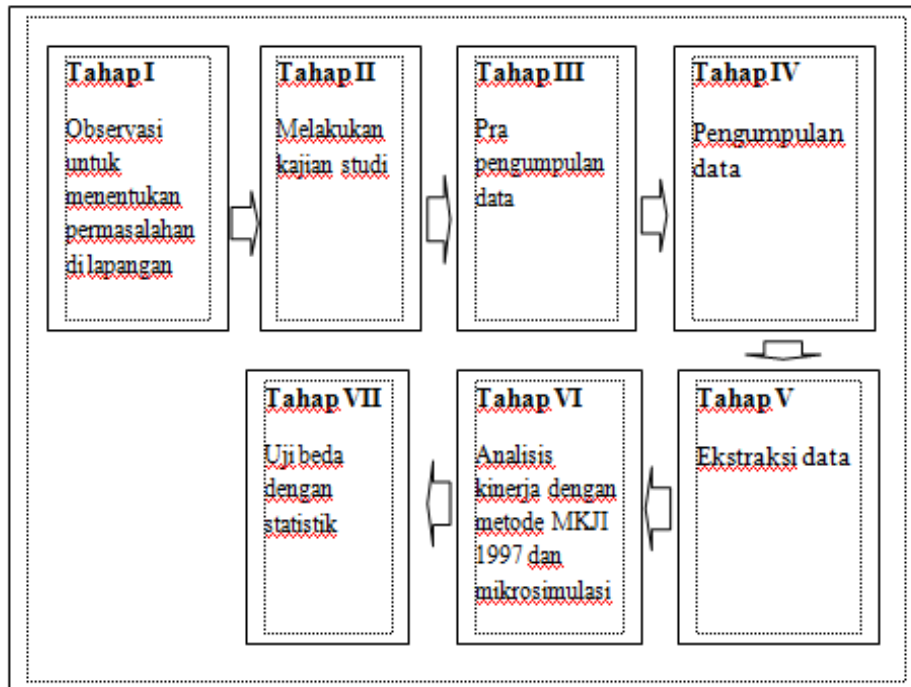 Tahap I
Observasi
untuk
menentukan
permasalahan
di lapangan
Tahap II
Melakukan
kajian studi
Tahap III
Pra
pengumpulan
data
Tahap IV
Pengumpulan
data
Tahap V
Ekstraksi data
Tahap VI
Analisis
kinerja dengan
metode MKJI
1997 dan
mikrosimulasi
Tahap VII
Uji beda
dengan
statistik